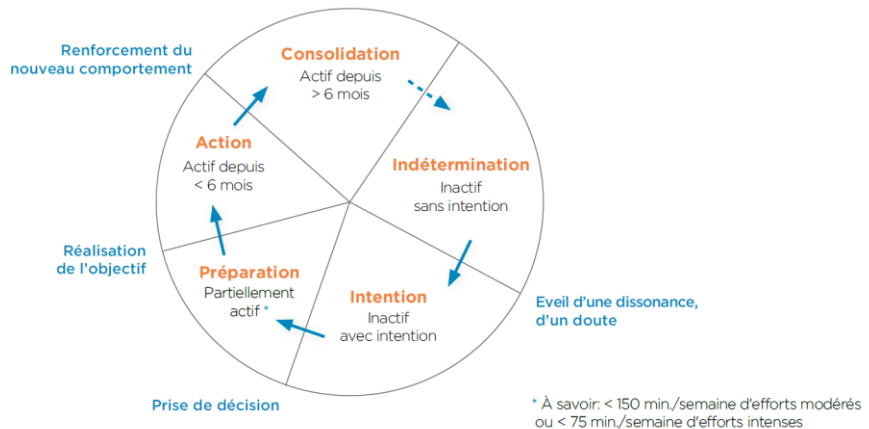 Renforcement du
nouveau comportement
Consolidation
Actif depuis
> 6 mois
Action
Actif depuis
< 6 mois
Indétermination
Inactif
sans intention
Réalisation
de l'objectif
Préparation
Partiellement
actif *
Intention
Inactif
avec intention
Eveil d'une dissonance,
d'un doute
Prise de décision
* À savoir: < 150 min./semaine d'efforts modérés
ou < 75 min./semaine d'efforts intenses